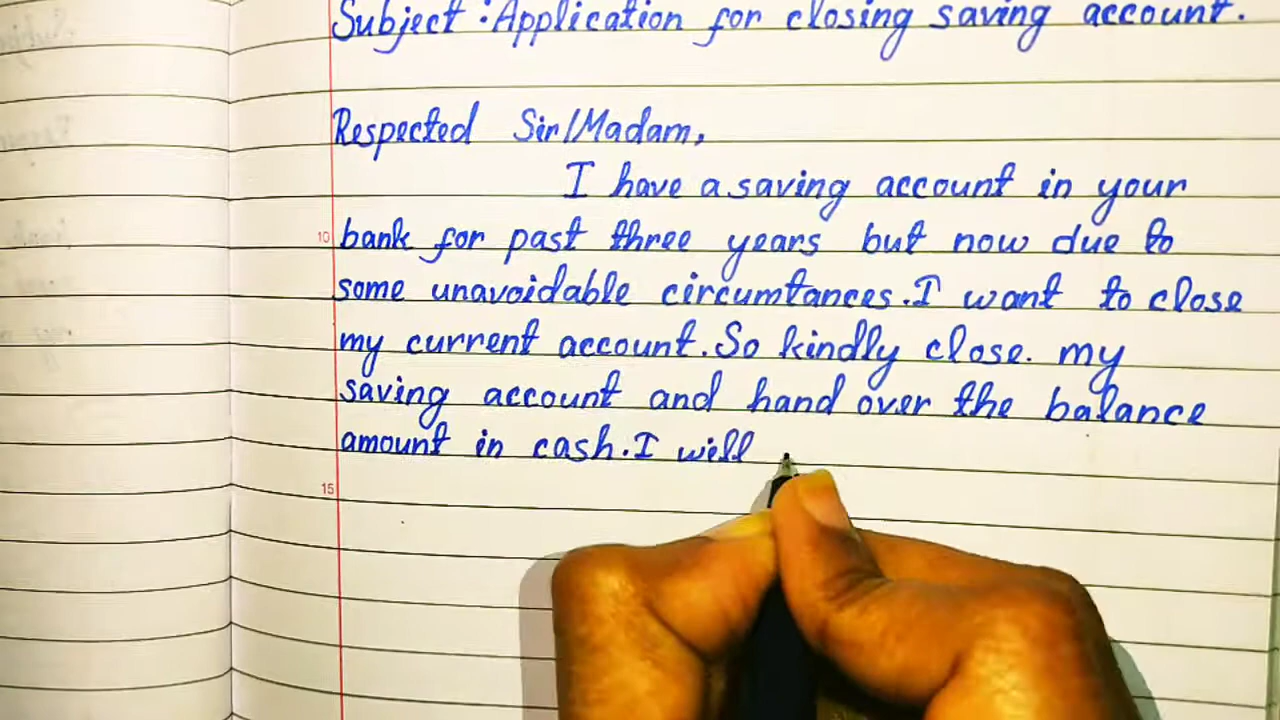 Subject : Application for closing saving account.
Respected Sir/Madam,
I have a saving account in your
10 bank for past three years but now due to
some unavoidable circumtances. I want to close
my current account. So kindly close. my
saving account and hand over the balance
amount in cash. I will
15